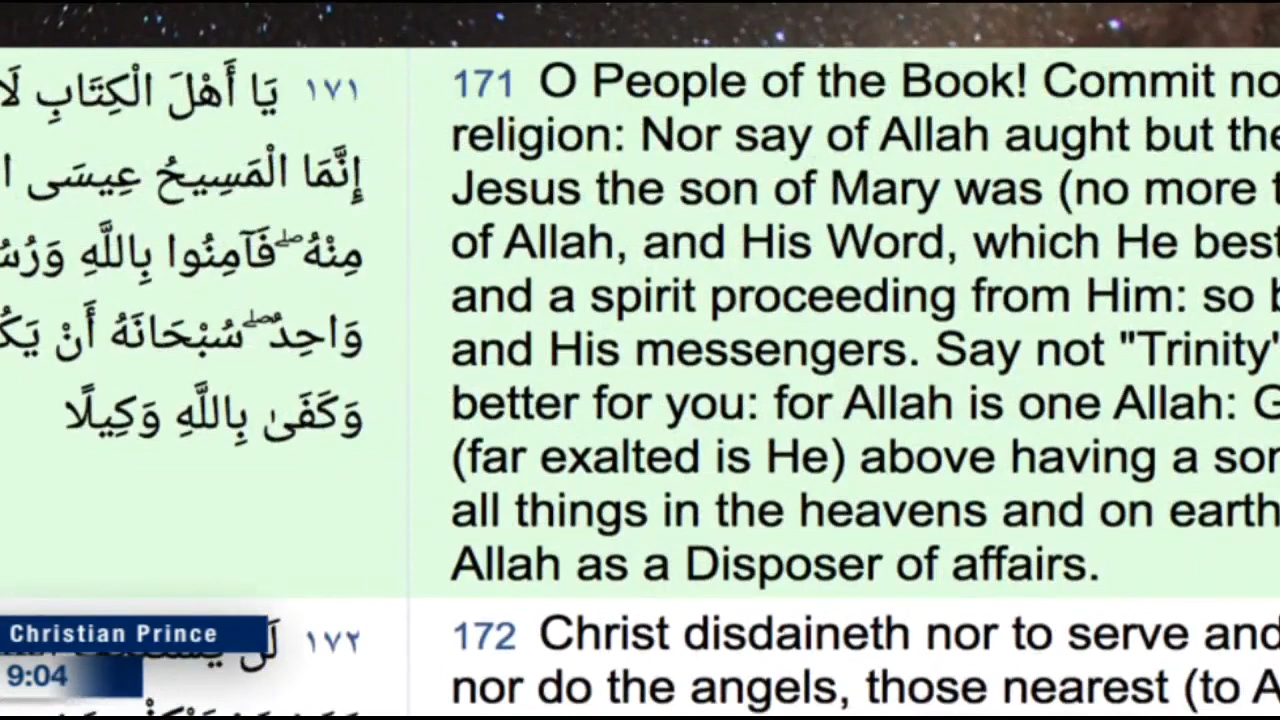 ١٧١ يَا أَهْلَ الْكِتَابِ لَا
إِنَّمَا الْمَسِيحُ عِيسَى
مِنْهُ ۖ فَآمِنُوا بِاللَّهِ
وَاحِدٌ ۖ سُبْحَانَهُ أَنْ
وَكَفَىٰ بِاللَّهِ وَكِيلًا
171 O People of the Book! Commit no
religion: Nor say of Allah aught but the
Jesus the son of Mary was (no more
of Allah, and His Word, which He best
and a spirit proceeding from Him: so
and His messengers. Say not "Trinity"
better for you: for Allah is one Allah: G
(far exalted is He) above having a son
all things in the heavens and on earth
Allah as a Disposer of affairs.
١٧٢ لَنْ
172 Christ disdaineth nor to serve and
nor do the angels, those nearest (to A
Christian Prince
9:04